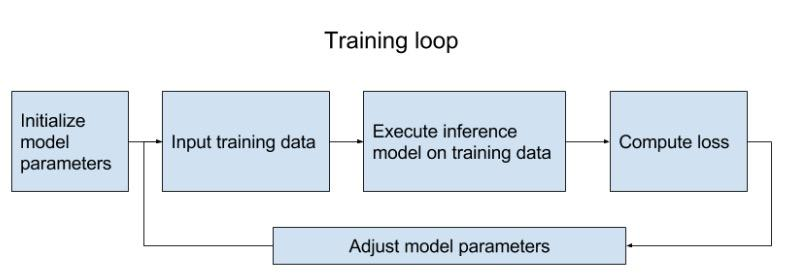 Training loop
Initialize
model
parameters
Input training data
Execute inference
model on training data
Compute loss
Adjust model parameters